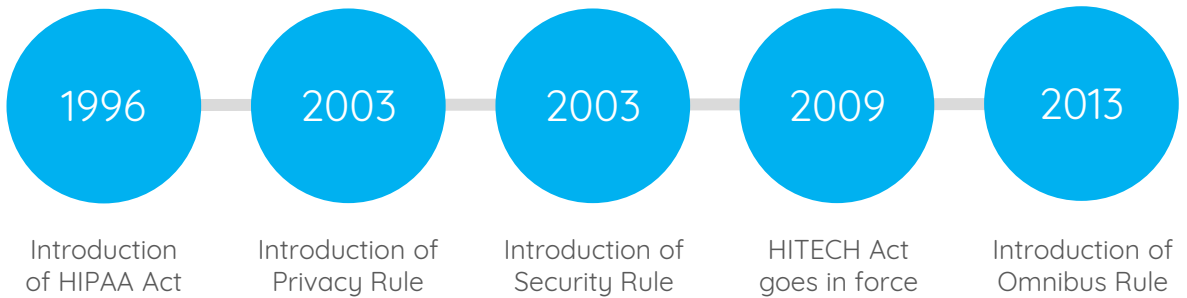 1996
2003
2003
2009
2013
Introduction
of HIPAA Act
Introduction of
Privacy Rule
Introduction of
Security Rule
HITECH Act
goes in force
Introduction of
Omnibus Rule